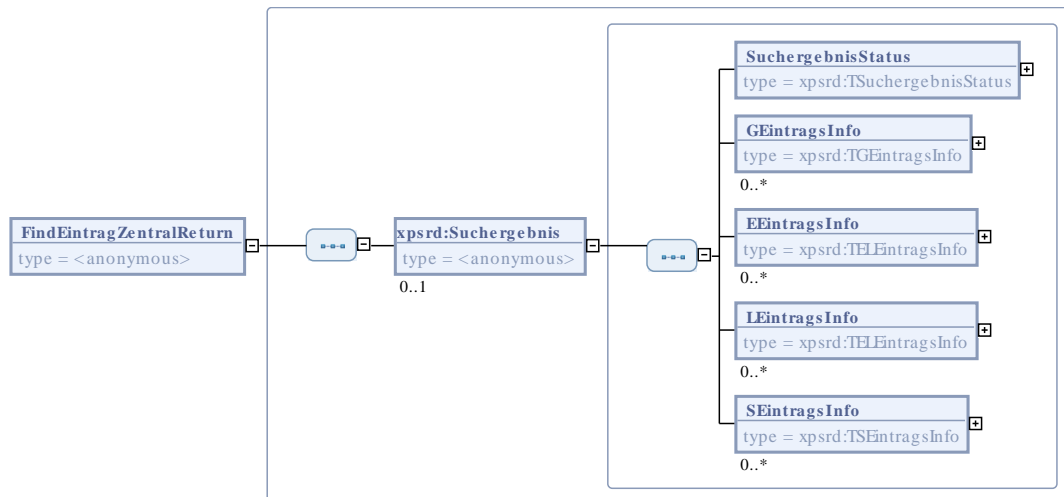 SuchergebnisStatus
type = xpsrd:TSuchergebnisStatus
GEintragsInfo
type = xpsrd:TGEintragsInfo
0..*
FindEintragZentralReturn
type = <anonymous>
xpsrd:Suchergebnis
type = <anonymous>
0..1
EEintragsInfo
type = xpsrd:TELEintragsInfo
0..*
LEintragsInfo
type = xpsrd:TELEintragsInfo
0..*
SEintragsInfo
type = xpsrd:TSEintragsInfo
0..*